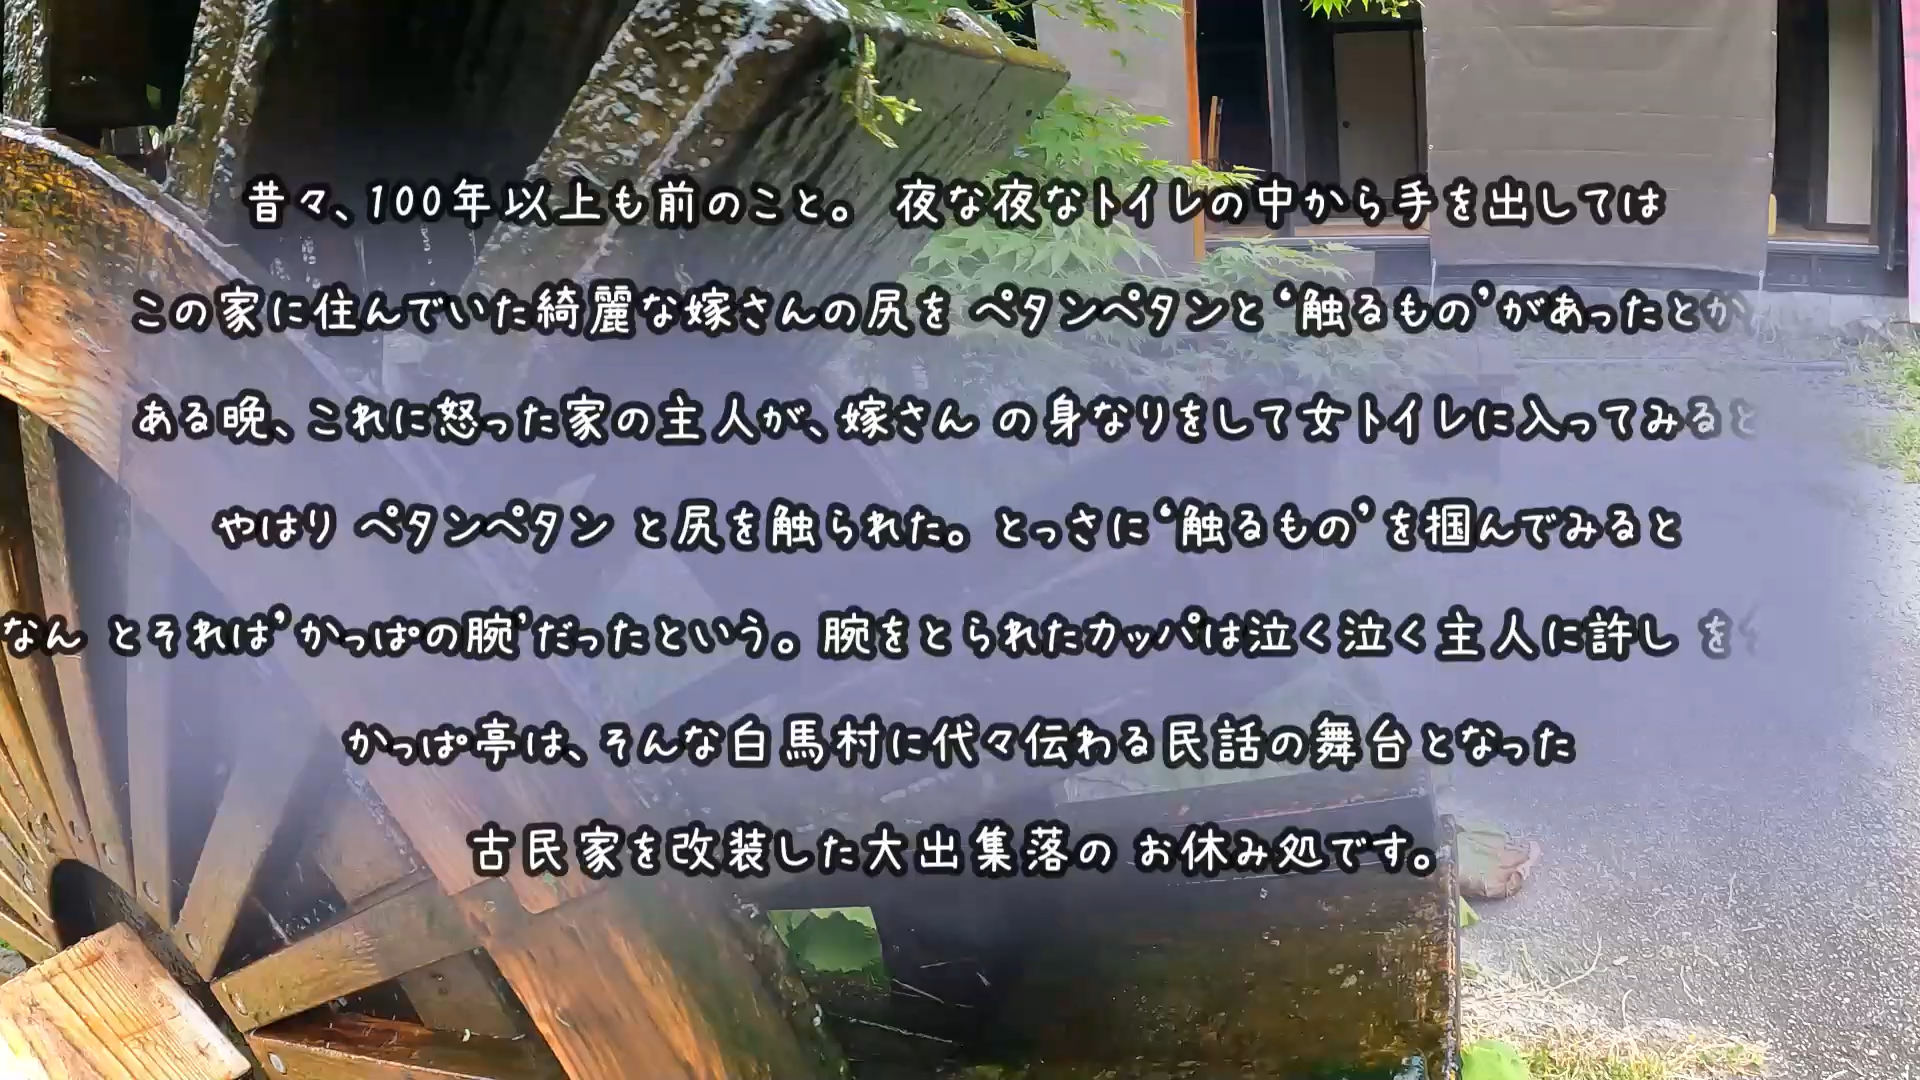 昔々、100年以上も前のこと。 夜な夜なトイレの中から手を出しては
この家に住んでいた綺麗な嫁さんの尻を ペタンペタンと‘触るもの’があったとか
ある晩、これに怒った家の主人が、嫁さん の身なりをして女トイレに入ってみると
やはり ペタンペタン と尻を触られた。とっさに‘触るもの’を掴んでみると
なん とそれは’かっぱの腕’だったという。腕をとられたカッパは泣く泣く主人に許し を
かっぱ亭は、そんな白馬村に代々伝わる民話の舞台となった
古民家を改装した大出集落の お休み処です。